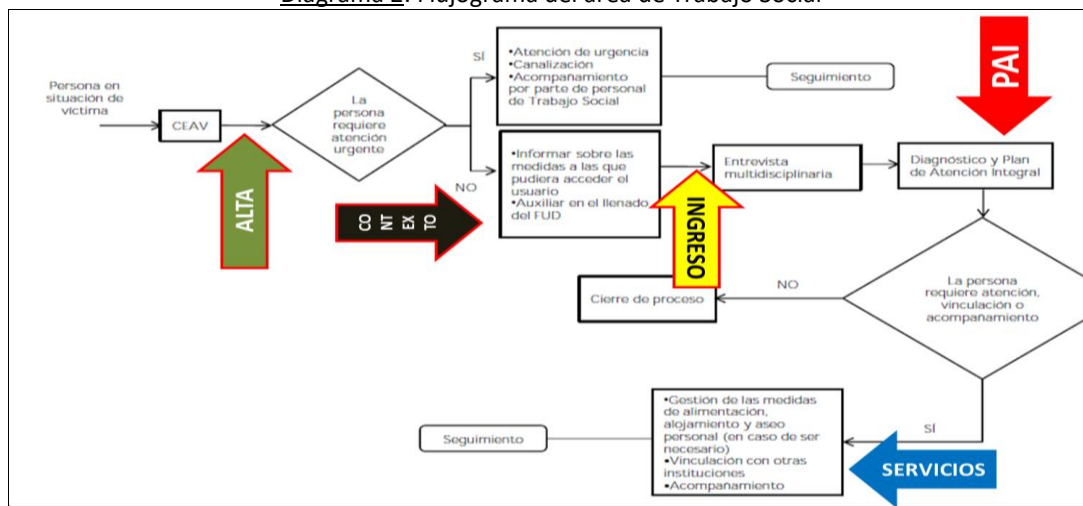 Diagrama 2. Flujograma del área de Trabajo Social
Persona en
situación de
víctima
CEAV
ALTA
La
persona
requiere
atención
urgente
SÍ
•Atención de urgencia
•Canalización
•Acompañamiento
por parte de personal
de Trabajo Social
Seguimiento
NO
CO
NT
EX
TO
•Informar sobre las
medidas a las que
pudiera acceder el
usuario
•Auxiliar en el llenado
del FUD
INGRESO
Entrevista
multidisciplinaria
PAI
Diagnóstico y Plan
de Atención Integral
La persona
requiere atención,
vinculación o
acompañamiento
NO
Cierre de proceso
SÍ
SERVICIOS
•Gestión de las medidas
de alimentación,
alojamiento y aseo
personal (en caso de ser
necesario)
•Vinculación con otras
instituciones
•Acompañamiento
Seguimiento